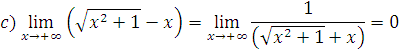 c) lim_{x→+∞} (√(x² + 1) − x) = lim_{x→+∞} 1 / (√(x² + 1) + x) = 0